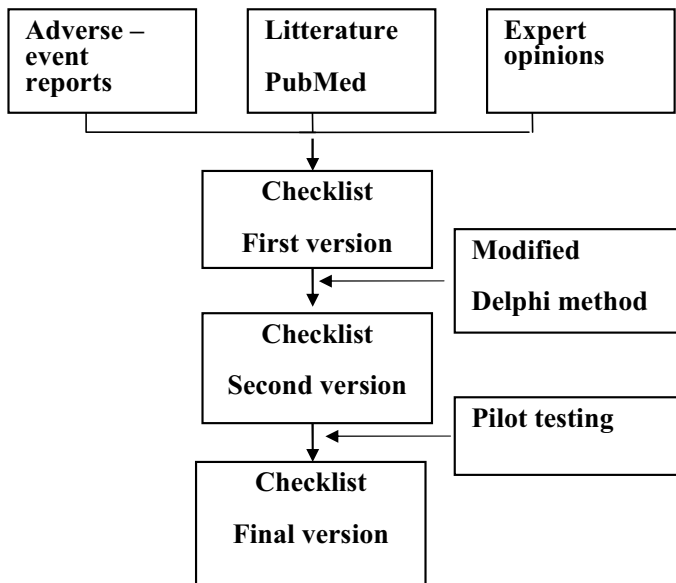 Adverse –
event
reports
Litterature
PubMed
Expert
opinions
Checklist
First version
Modified
Delphi method
Checklist
Second version
Pilot testing
Checklist
Final version